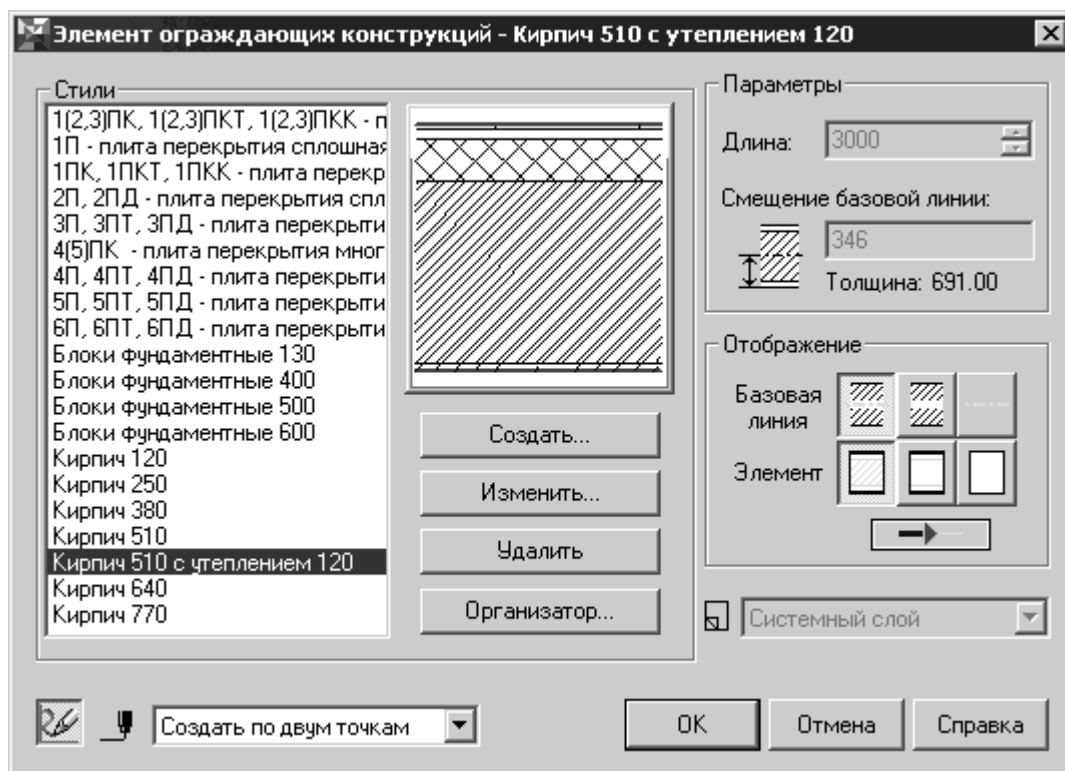 Элемент ограждающих конструкций - Кирпич 510 с утеплением 120
Стили
1(2,3)ПК, 1(2,3)ПКТ, 1(2,3)ПКК - п
1П - плита перекрытия сплошная
1ПК, 1ПКТ, 1ПКК - плита перекр
2П, 2ПД - плита перекрытия спл
3П, 3ПТ, 3ПД - плита перекрыти
4(5)ПК - плита перекрытия мног
4П, 4ПТ, 4ПД - плита перекрыти
5П, 5ПТ, 5ПД - плита перекрыти
6П, 6ПТ, 6ПД - плита перекрыти
Блоки фундаментные 130
Блоки фундаментные 400
Блоки фундаментные 500
Блоки фундаментные 600
Кирпич 120
Кирпич 250
Кирпич 380
Кирпич 510
Кирпич 510 с утеплением 120
Кирпич 640
Кирпич 770
Создать...
Изменить...
Удалить
Организатор...
Параметры
Длина: 3000
Смещение базовой линии:
346
Толщина: 691.00
Отображение
Базовая
линия
Элемент
Системный слой
Создать по двум точкам
OK
Отмена
Справка